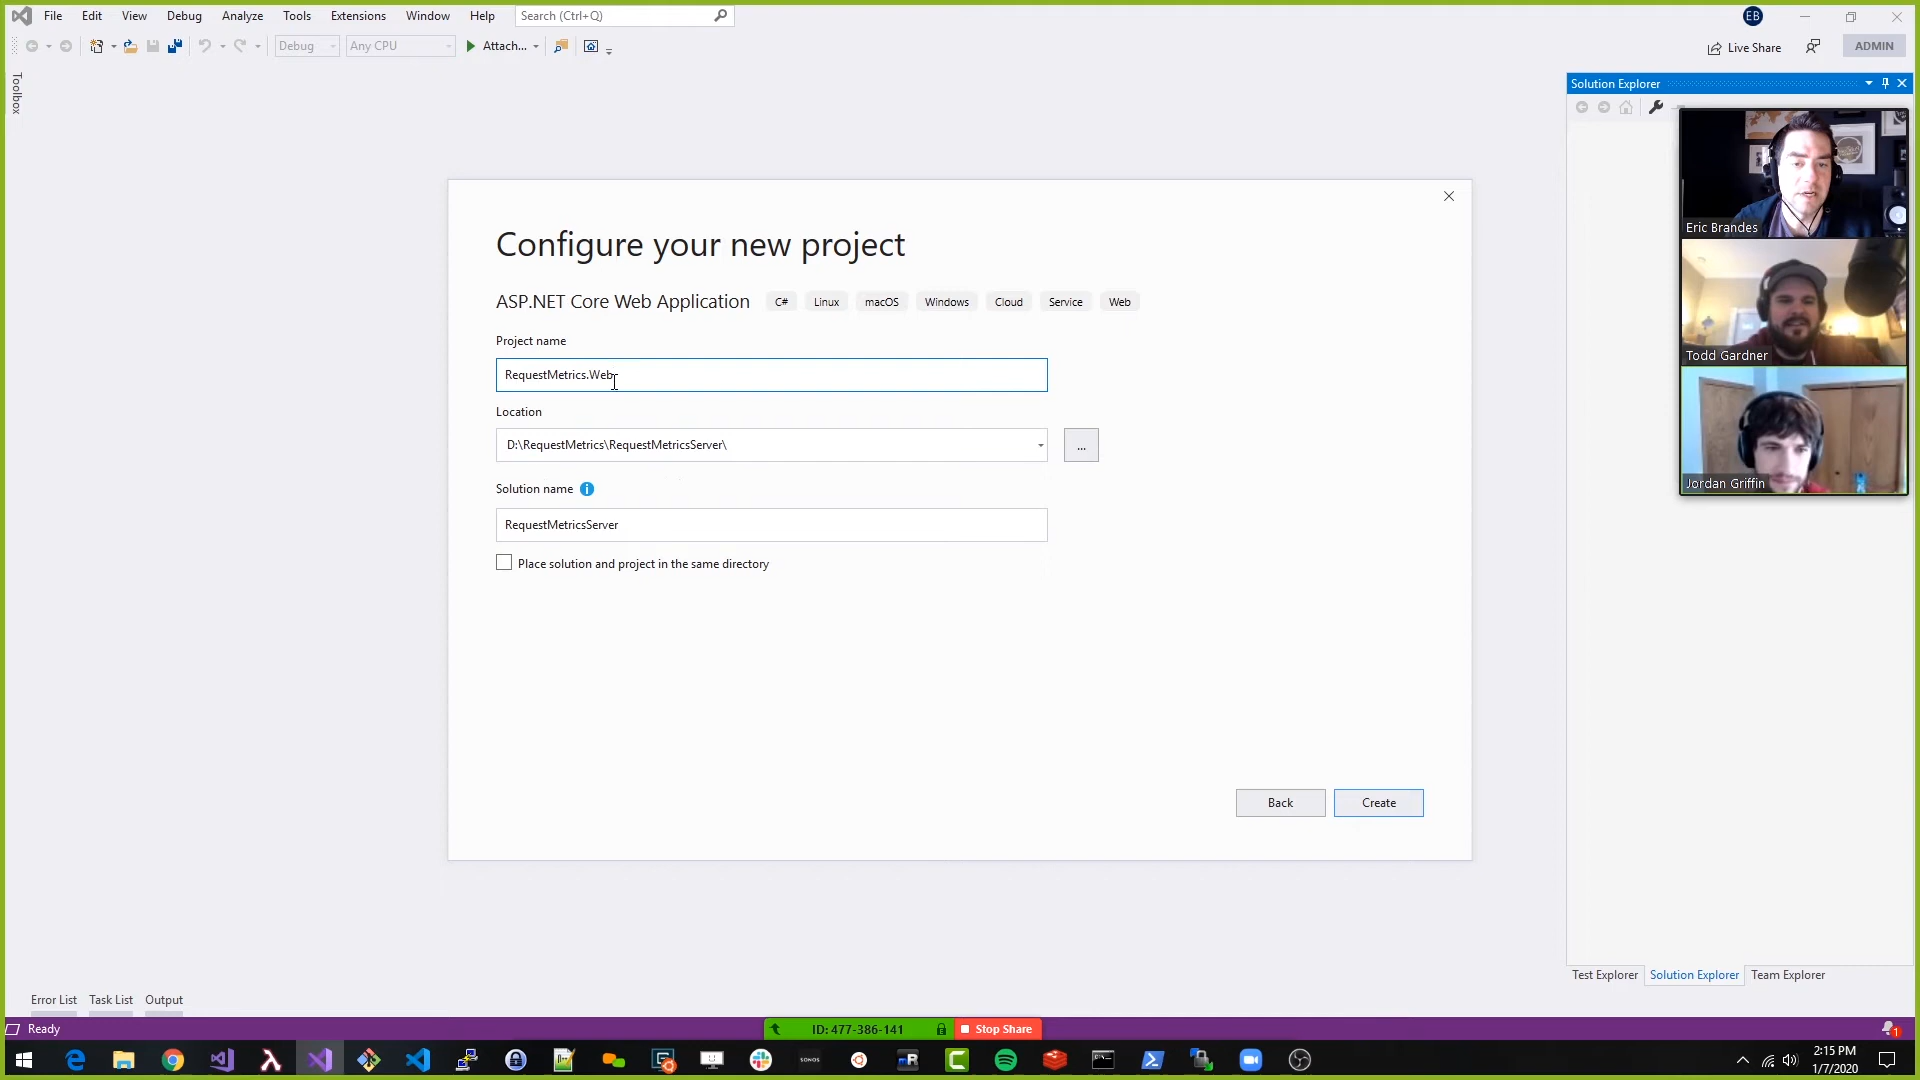 File Edit View Debug Analyze Tools Extensions Window Help Search (Ctrl+Q) EB
Debug Any CPU Attach... Live Share ADMIN
Toolbox
Solution Explorer
Eric Brandes
Todd Gardner
Jordan Griffin
Configure your new project
ASP.NET Core Web Application C# Linux macOS Windows Cloud Service Web
Project name
RequestMetrics.Web
Location
D:\RequestMetrics\RequestMetricsServer\
...
Solution name
RequestMetricsServer
Place solution and project in the same directory
Back Create
Test Explorer Solution Explorer Team Explorer
Error List Task List Output
Ready ID: 477-386-141 Stop Share 1
SONOS
2:15 PM
1/7/2020